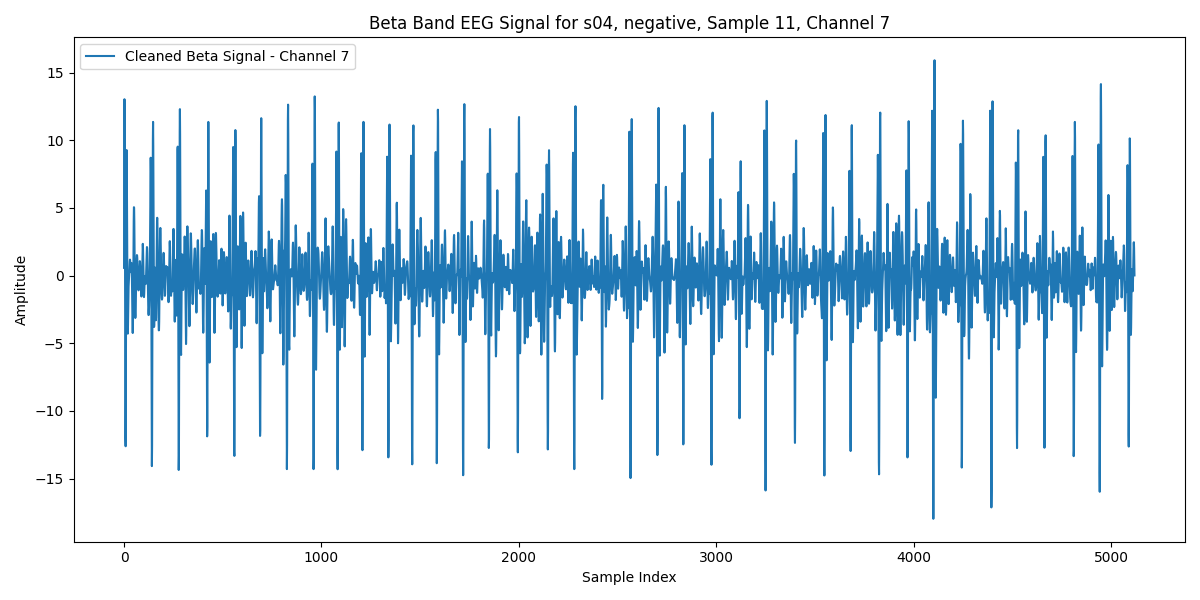 Beta Band EEG Signal for s04, negative, Sample 11, Channel 7
Cleaned Beta Signal - Channel 7
15
10
5
0
−5
−10
−15
Amplitude
0 1000 2000 3000 4000 5000
Sample Index